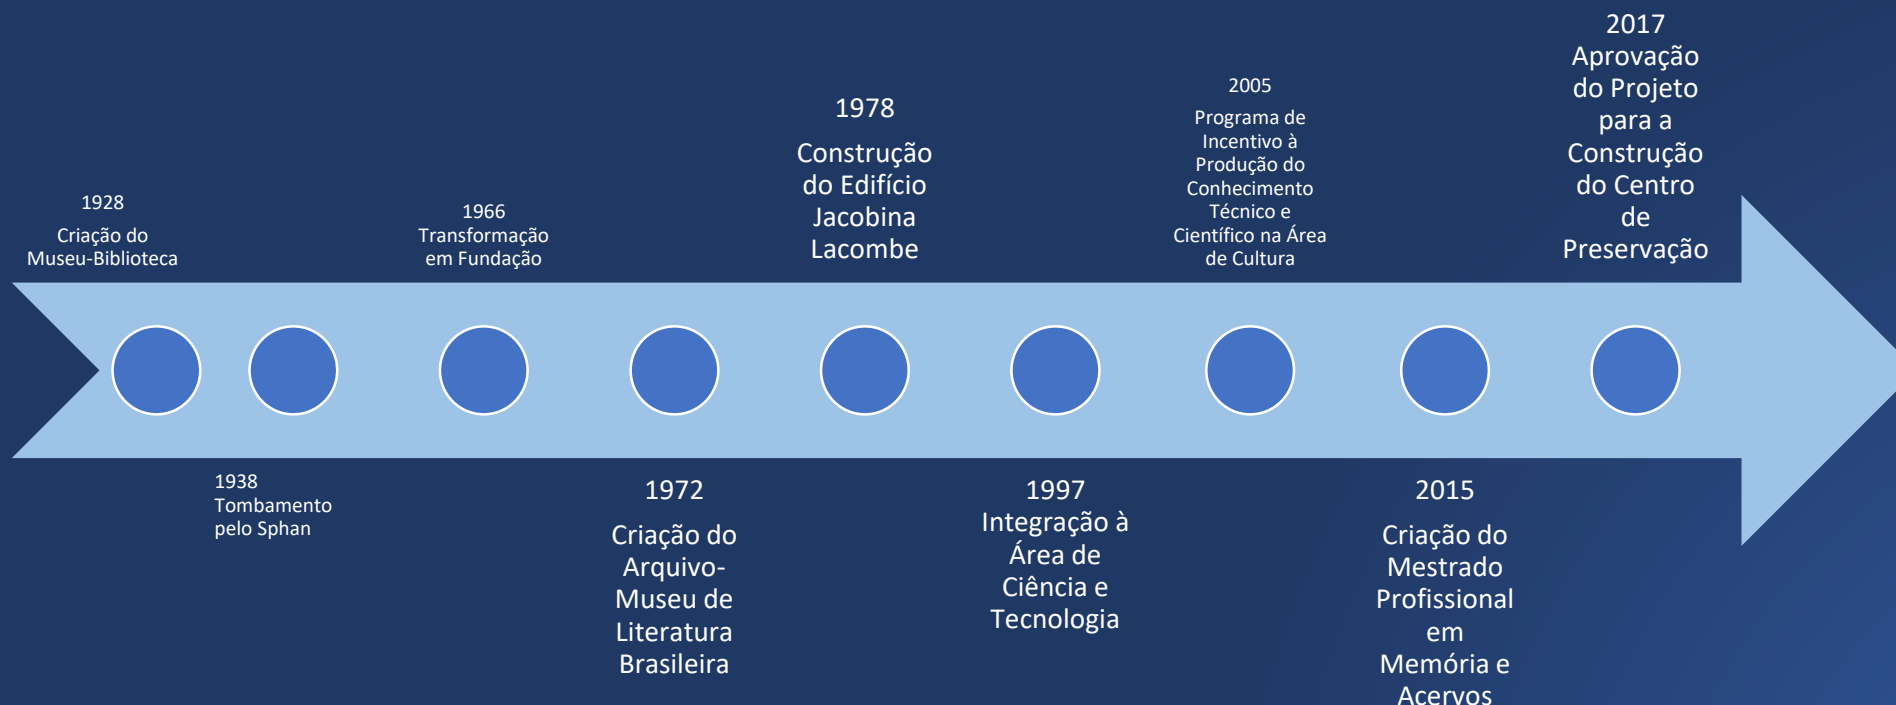 1928
Criação do
Museu-Biblioteca
1938
Tombamento
pelo Sphan
1966
Transformação
em Fundação
1972
Criação do
Arquivo-
Museu de
Literatura
Brasileira
1978
Construção
do Edifício
Jacobina
Lacombe
1997
Integração à
Área de
Ciência e
Tecnologia
2005
Programa de
Incentivo à
Produção do
Conhecimento
Técnico e
Científico na Área
de Cultura
2015
Criação do
Mestrado
Profissional
em
Memória e
Acervos
2017
Aprovação
do Projeto
para a
Construção
do Centro
de
Preservação